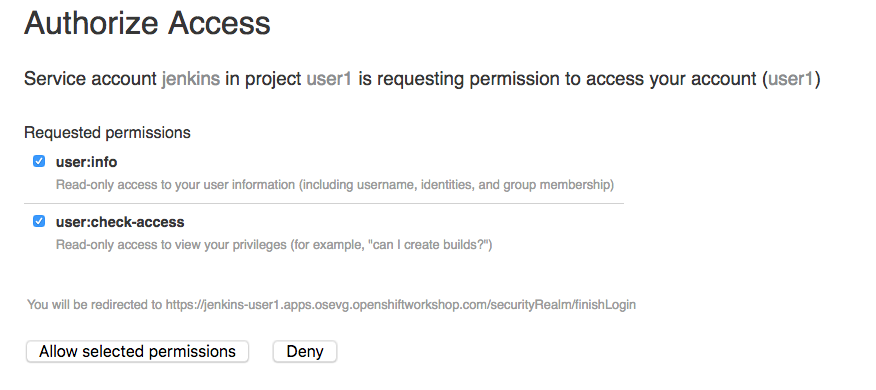 Authorize Access
Service account jenkins in project user1 is requesting permission to access your account (user1)
Requested permissions
user:info
Read-only access to your user information (including username, identities, and group membership)
user:check-access
Read-only access to view your privileges (for example, "can I create builds?")
You will be redirected to https://jenkins-user1.apps.osevg.openshiftworkshop.com/securityRealm/finishLogin
Allow selected permissions Deny